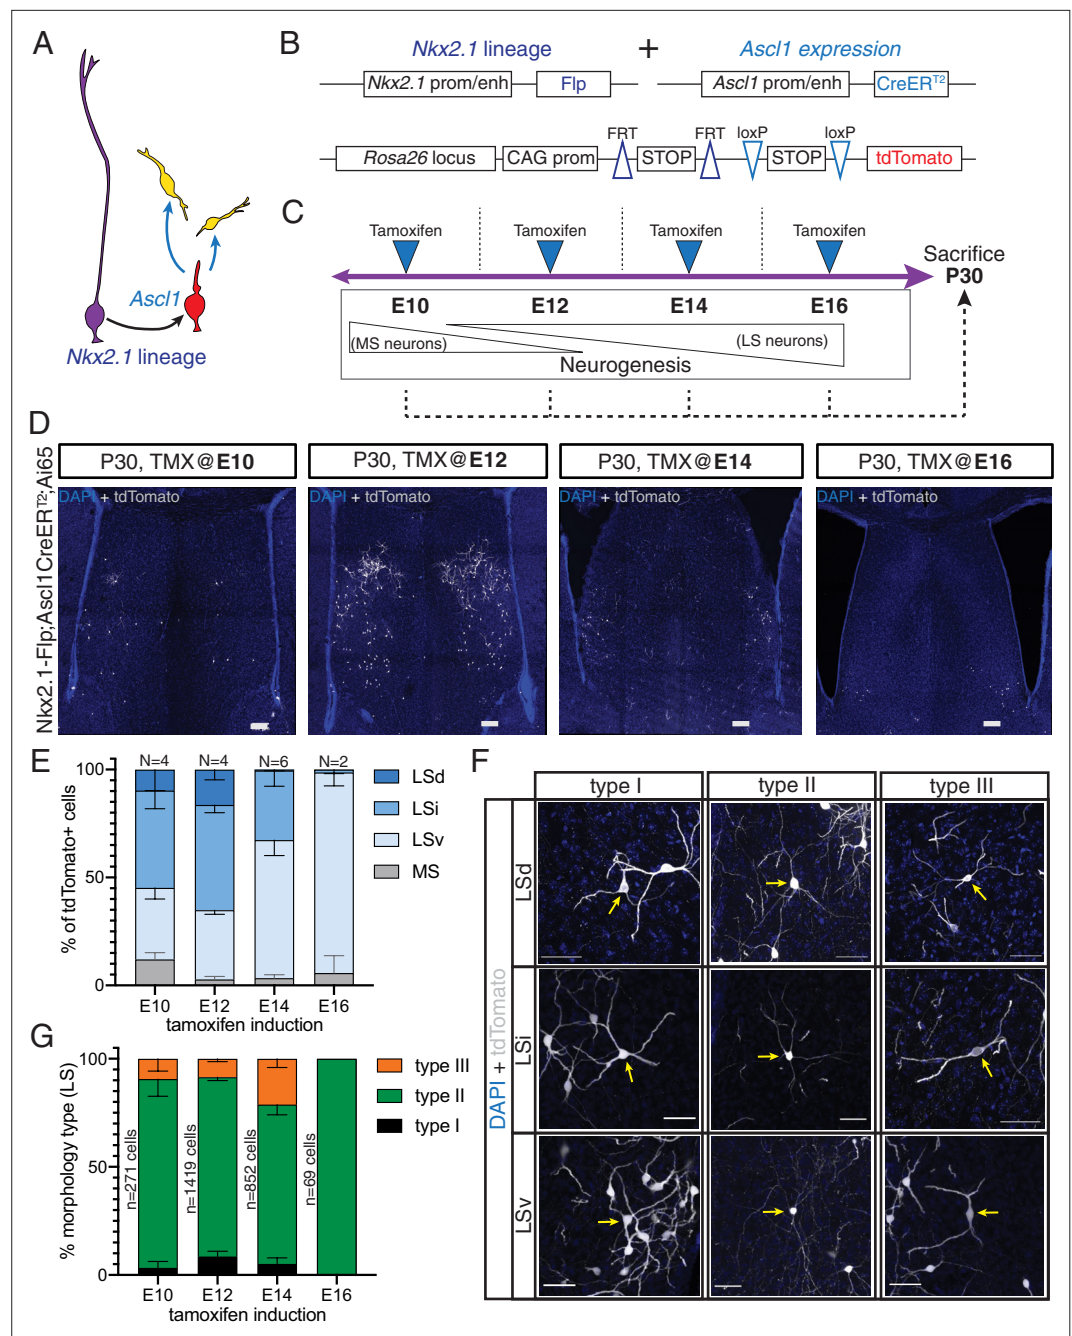 A
Ascl1
Nkx2.1 lineage
B
Nkx2.1 lineage + Ascl1 expression
Nkx2.1 prom/enh Flp Ascl1 prom/enh CreERT2
FRT FRT loxP loxP
Rosa26 locus CAG prom STOP STOP tdTomato
C
Tamoxifen Tamoxifen Tamoxifen Tamoxifen
Sacrifice
P30
E10 E12 E14 E16
(MS neurons) (LS neurons)
Neurogenesis
D
Nkx2.1-Flp;Ascl1CreERT2;Ai65
P30, TMX@E10 P30, TMX@E12 P30, TMX@E14 P30, TMX@E16
DAPI + tdTomato DAPI + tdTomato DAPI + tdTomato DAPI + tdTomato
E
% of tdTomato+ cells
100
50
0
N=4 N=4 N=6 N=2
LSd
LSi
LSv
MS
E10 E12 E14 E16
tamoxifen induction
F
type I type II type III
LSd
LSi
LSv
DAPI + tdTomato
G
% morphology type (LS)
100
50
0
n=271 cells
n=1419 cells
n=852 cells
n=69 cells
type III
type II
type I
E10 E12 E14 E16
tamoxifen induction